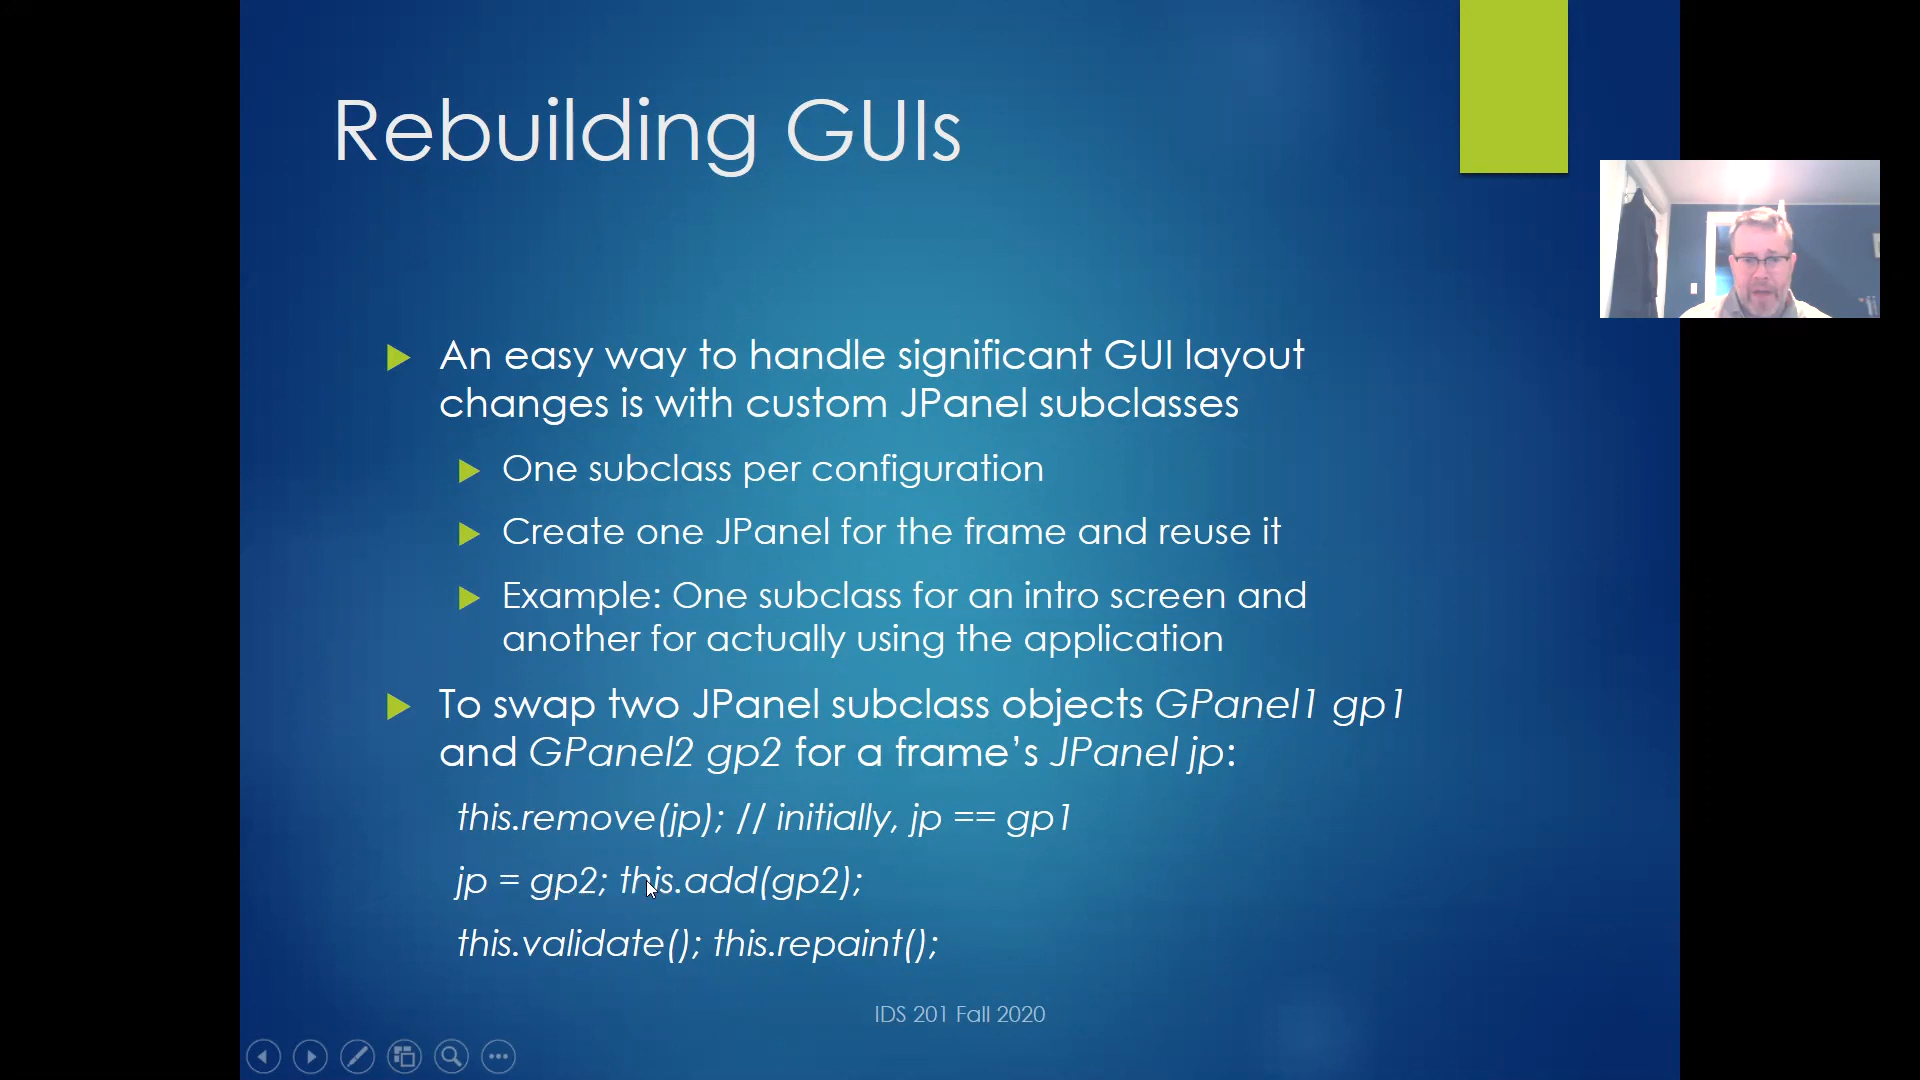 Rebuilding GUIs
An easy way to handle significant GUI layout
changes is with custom JPanel subclasses
One subclass per configuration
Create one JPanel for the frame and reuse it
Example: One subclass for an intro screen and
another for actually using the application
To swap two JPanel subclass objects GPanel1 gp1
and GPanel2 gp2 for a frame’s JPanel jp:
this.remove(jp); // initially, jp == gp1
jp = gp2; this.add(gp2);
this.validate(); this.repaint();
IDS 201 Fall 2020